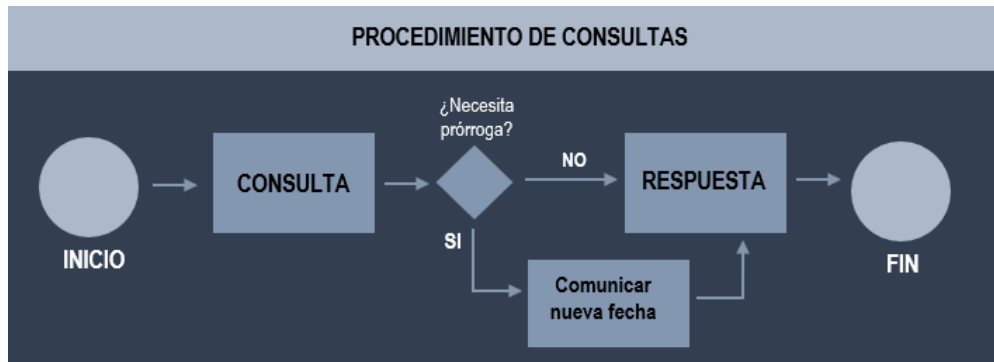 PROCEDIMIENTO DE CONSULTAS
¿Necesita
prórroga?
CONSULTA
NO
RESPUESTA
INICIO
SI
FIN
Comunicar
nueva fecha